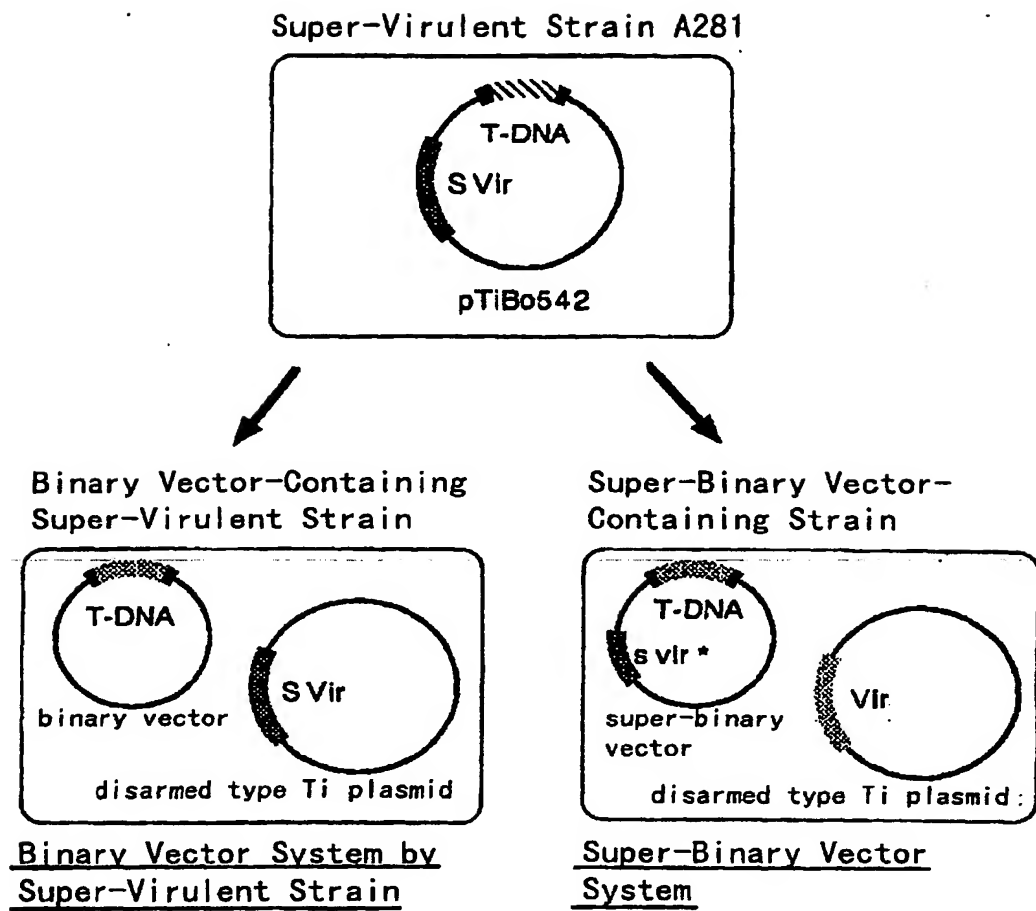 Super-Virulent Strain A281
T-DNA
S Vir
pTiBo542
Binary Vector-Containing
Super-Virulent Strain
T-DNA
binary vector
S Vir
disarmed type Ti plasmid
Binary Vector System by
Super-Virulent Strain
Super-Binary Vector-
Containing Strain
T-DNA
s vir *
super-binary
vector
Vir
disarmed type Ti plasmid
Super-Binary Vector
System